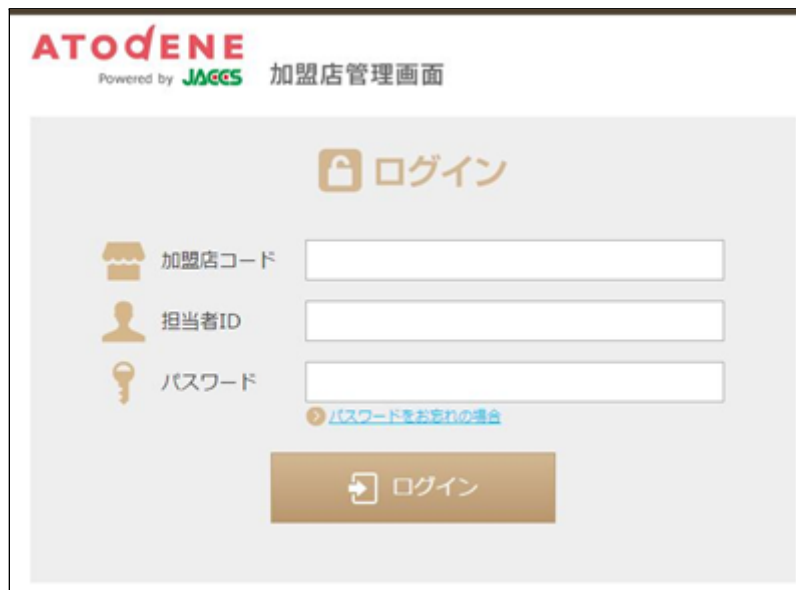 ATODENE
Powered by JACCS 加盟店管理画面
ログイン
加盟店コード
担当者ID
パスワード
パスワードをお忘れの場合
ログイン